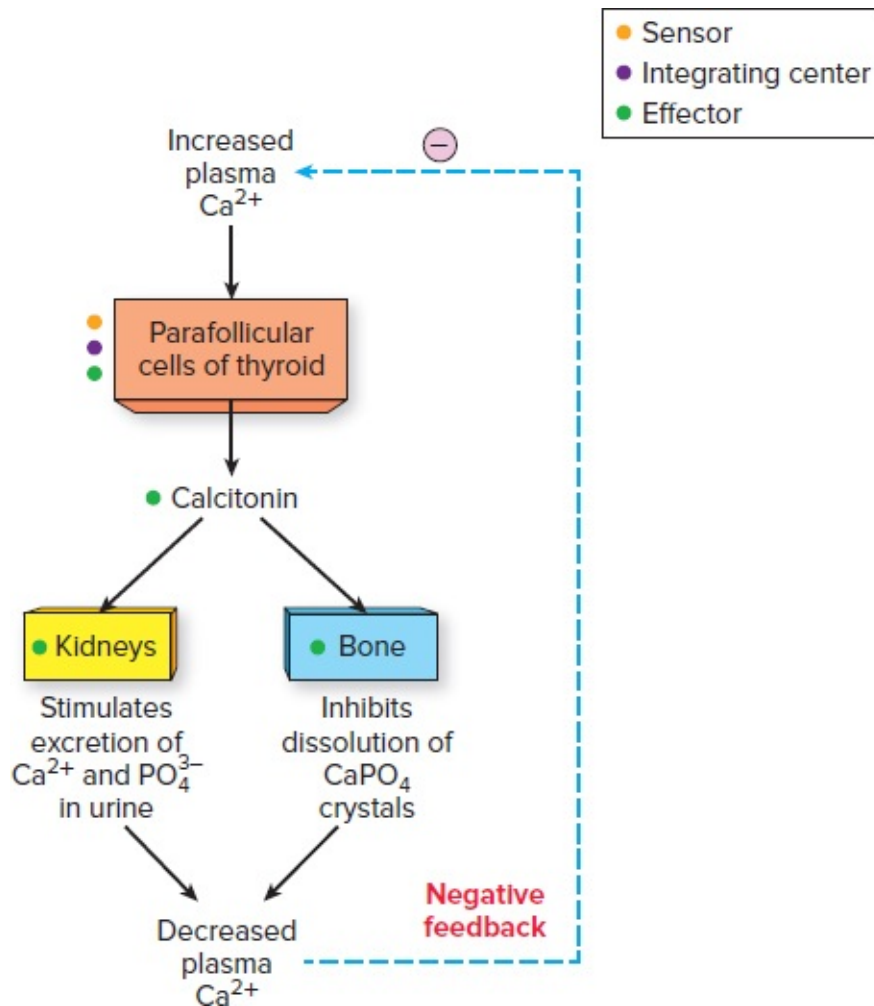 Sensor
Integrating center
Effector
Increased
plasma
Ca²⁺
−
Parafollicular
cells of thyroid
Calcitonin
Kidneys
Bone
Stimulates
excretion of
Ca²⁺ and PO₄³⁻
in urine
Inhibits
dissolution of
CaPO₄
crystals
Negative
feedback
Decreased
plasma
Ca²⁺